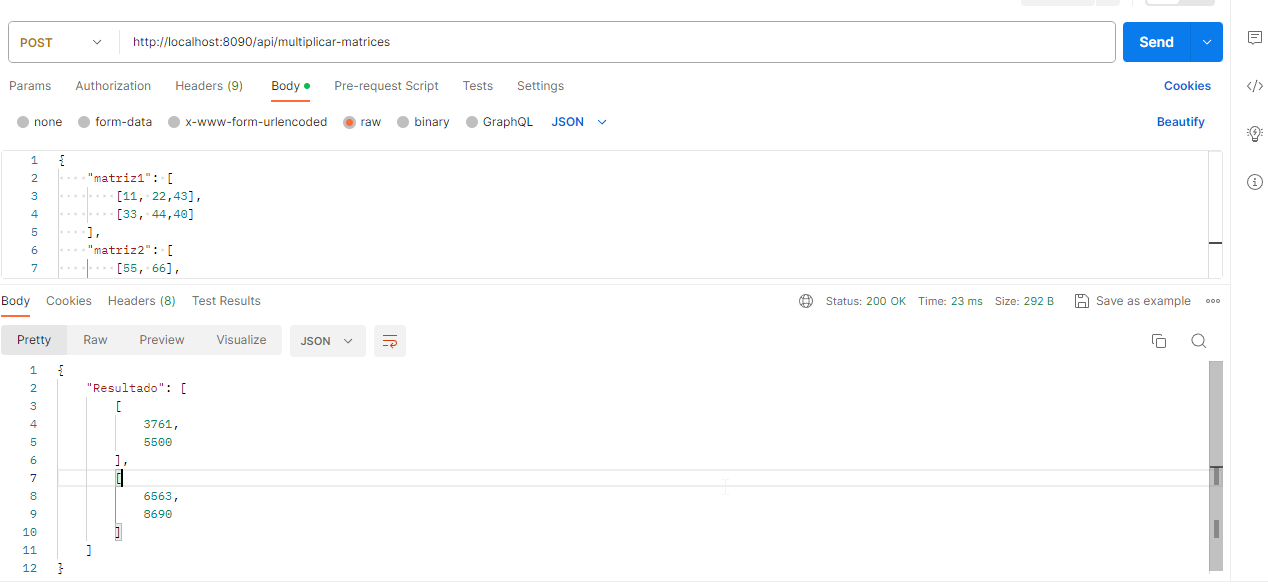 POST http://localhost:8090/api/multiplicar-matrices Send
Params Authorization Headers (9) Body Pre-request Script Tests Settings Cookies
none form-data x-www-form-urlencoded raw binary GraphQL JSON Beautify
1 {
2 "matriz1": [
3 [11, 22,43],
4 [33, 44,40]
5 ],
6 "matriz2": [
7 [55, 66],
Body Cookies Headers (8) Test Results Status: 200 OK Time: 23 ms Size: 292 B Save as example
Pretty Raw Preview Visualize JSON
1 {
2 "Resultado": [
3 [
4 3761,
5 5500
6 ],
7 [
8 6563,
9 8690
10 ]
11 ]
12 }